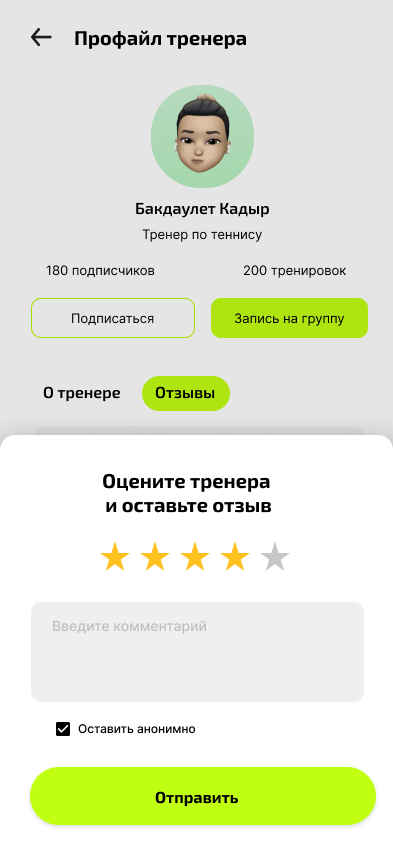 Профайл тренера
Бакдаулет Кадыр
Тренер по теннису
180 подписчиков
200 тренировок
Подписаться
Запись на группу
О тренере
Отзывы
Оцените тренера
и оставьте отзыв
Введите комментарий
Оставить анонимно
Отправить